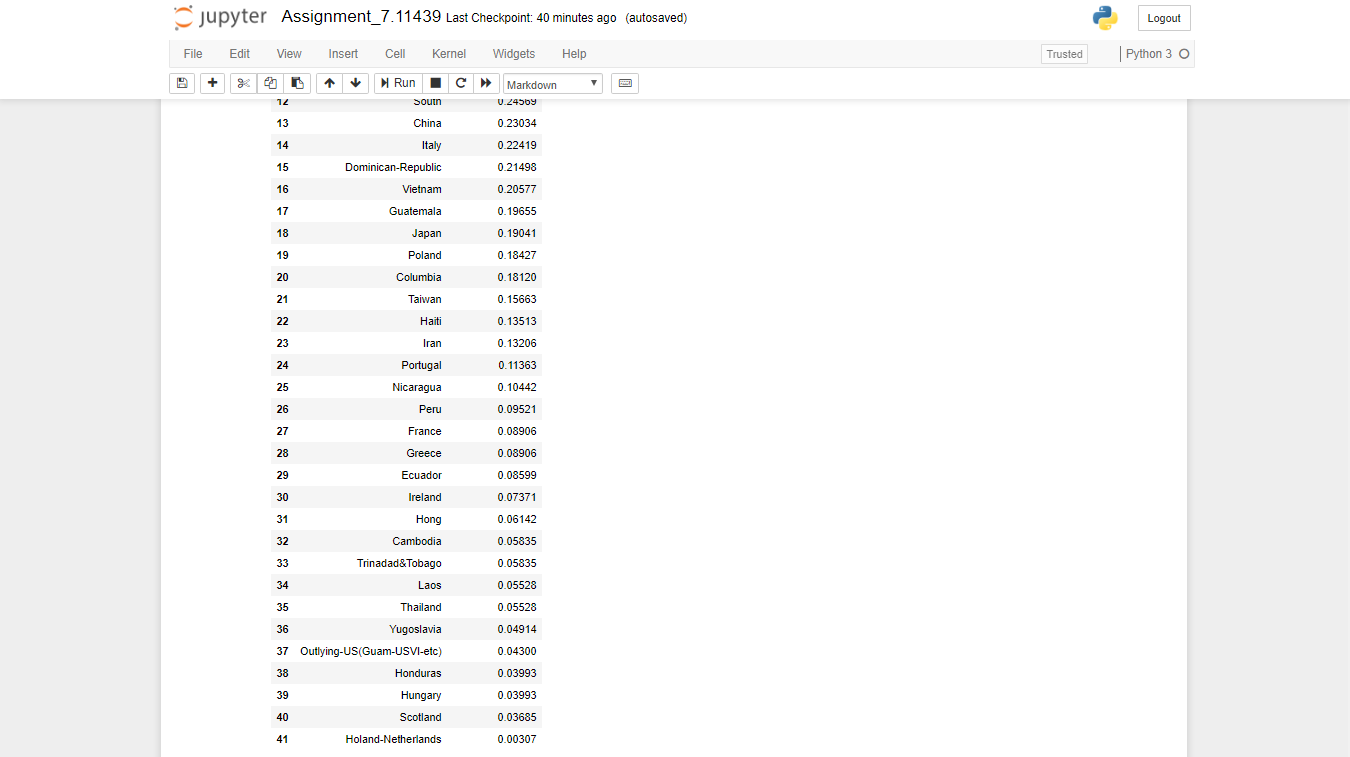 jupyter Assignment_7.11439 Last Checkpoint: 40 minutes ago (autosaved) Logout
File Edit View Insert Cell Kernel Widgets Help Trusted Python 3
Run Markdown
12 South 0.24569
13 China 0.23034
14 Italy 0.22419
15 Dominican-Republic 0.21498
16 Vietnam 0.20577
17 Guatemala 0.19655
18 Japan 0.19041
19 Poland 0.18427
20 Columbia 0.18120
21 Taiwan 0.15663
22 Haiti 0.13513
23 Iran 0.13206
24 Portugal 0.11363
25 Nicaragua 0.10442
26 Peru 0.09521
27 France 0.08906
28 Greece 0.08906
29 Ecuador 0.08599
30 Ireland 0.07371
31 Hong 0.06142
32 Cambodia 0.05835
33 Trinadad&Tobago 0.05835
34 Laos 0.05528
35 Thailand 0.05528
36 Yugoslavia 0.04914
37 Outlying-US(Guam-USVI-etc) 0.04300
38 Honduras 0.03993
39 Hungary 0.03993
40 Scotland 0.03685
41 Holand-Netherlands 0.00307